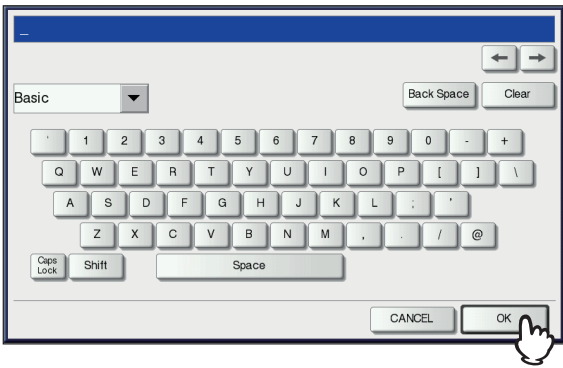 _
← →
Basic Back Space Clear
' 1 2 3 4 5 6 7 8 9 0 - +
Q W E R T Y U I O P [ ] \
A S D F G H J K L ; '
Z X C V B N M , . / @
Caps Lock Shift Space
CANCEL OK